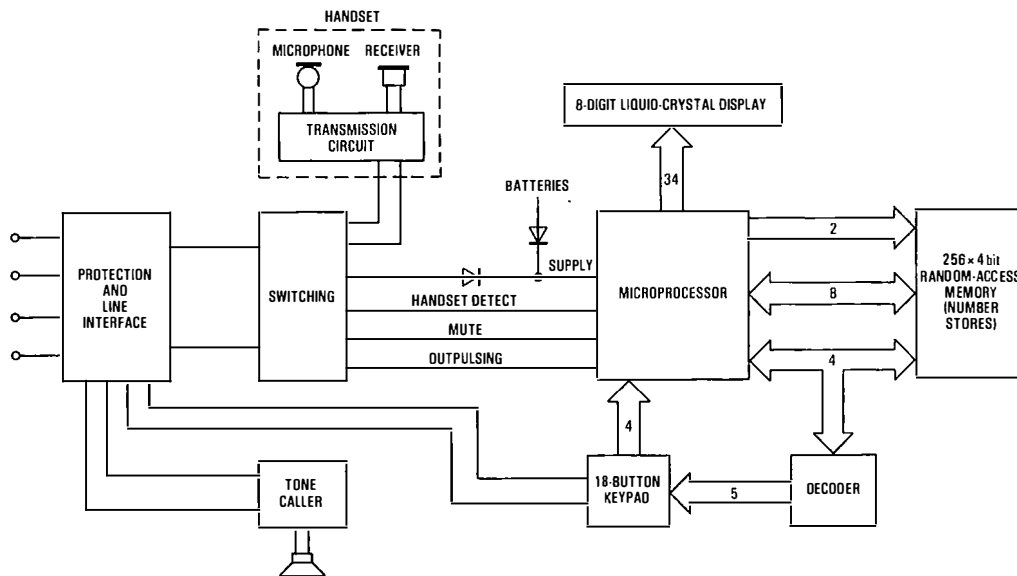 HANDSET
MICROPHONE RECEIVER
TRANSMISSION
CIRCUIT
8-DIGIT LIQUID-CRYSTAL DISPLAY
34
BATTERIES
PROTECTION
AND
LINE
INTERFACE
SWITCHING
SUPPLY
HANDSET DETECT
MUTE
OUTPULSING
MICROPROCESSOR
2
8
4
256 × 4 bit
RANDOM-ACCESS
MEMORY
(NUMBER
STORES)
4
TONE
CALLER
18-BUTTON
KEYPAD
5
DECODER